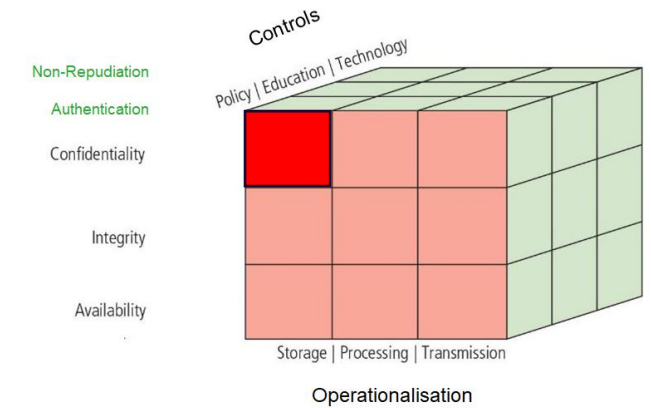 Controls
Policy | Education | Technology
Non-Repudiation
Authentication
Confidentiality
Integrity
Availability
Storage | Processing | Transmission
Operationalisation